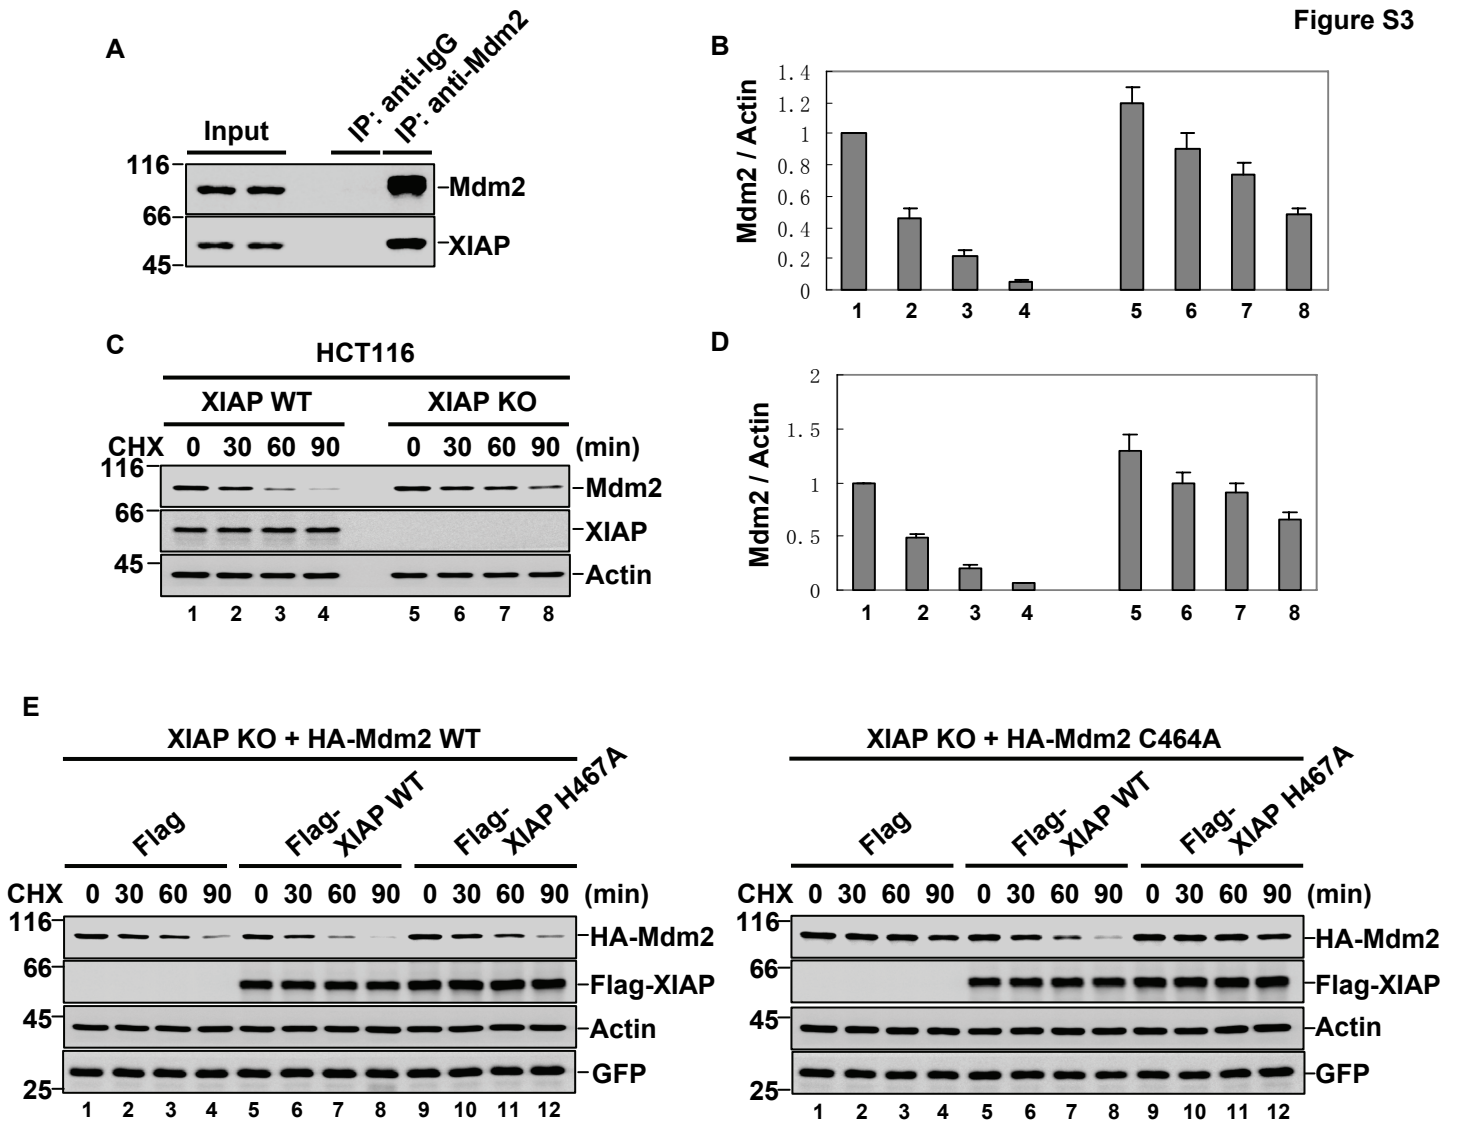 Figure S3
A
IP: anti-IgG
IP: anti-Mdm2
Input
116
Mdm2
66
XIAP
45
B
Mdm2 / Actin
1.4
1.2
1
0.8
0.6
0.4
0.2
0
1 2 3 4 5 6 7 8
C
HCT116
XIAP WT XIAP KO
CHX 0 30 60 90 0 30 60 90 (min)
116
Mdm2
66
XIAP
45
Actin
1 2 3 4 5 6 7 8
D
Mdm2 / Actin
2
1.5
1
0.5
0
1 2 3 4 5 6 7 8
E
XIAP KO + HA-Mdm2 WT
Flag
Flag-
XIAP WT
Flag-
XIAP H467A
CHX 0 30 60 90 0 30 60 90 0 30 60 90 (min)
116
HA-Mdm2
66
Flag-XIAP
45
Actin
GFP
25
1 2 3 4 5 6 7 8 9 10 11 12
XIAP KO + HA-Mdm2 C464A
Flag
Flag-
XIAP WT
Flag-
XIAP H467A
CHX 0 30 60 90 0 30 60 90 0 30 60 90 (min)
116
HA-Mdm2
66
Flag-XIAP
45
Actin
GFP
25
1 2 3 4 5 6 7 8 9 10 11 12